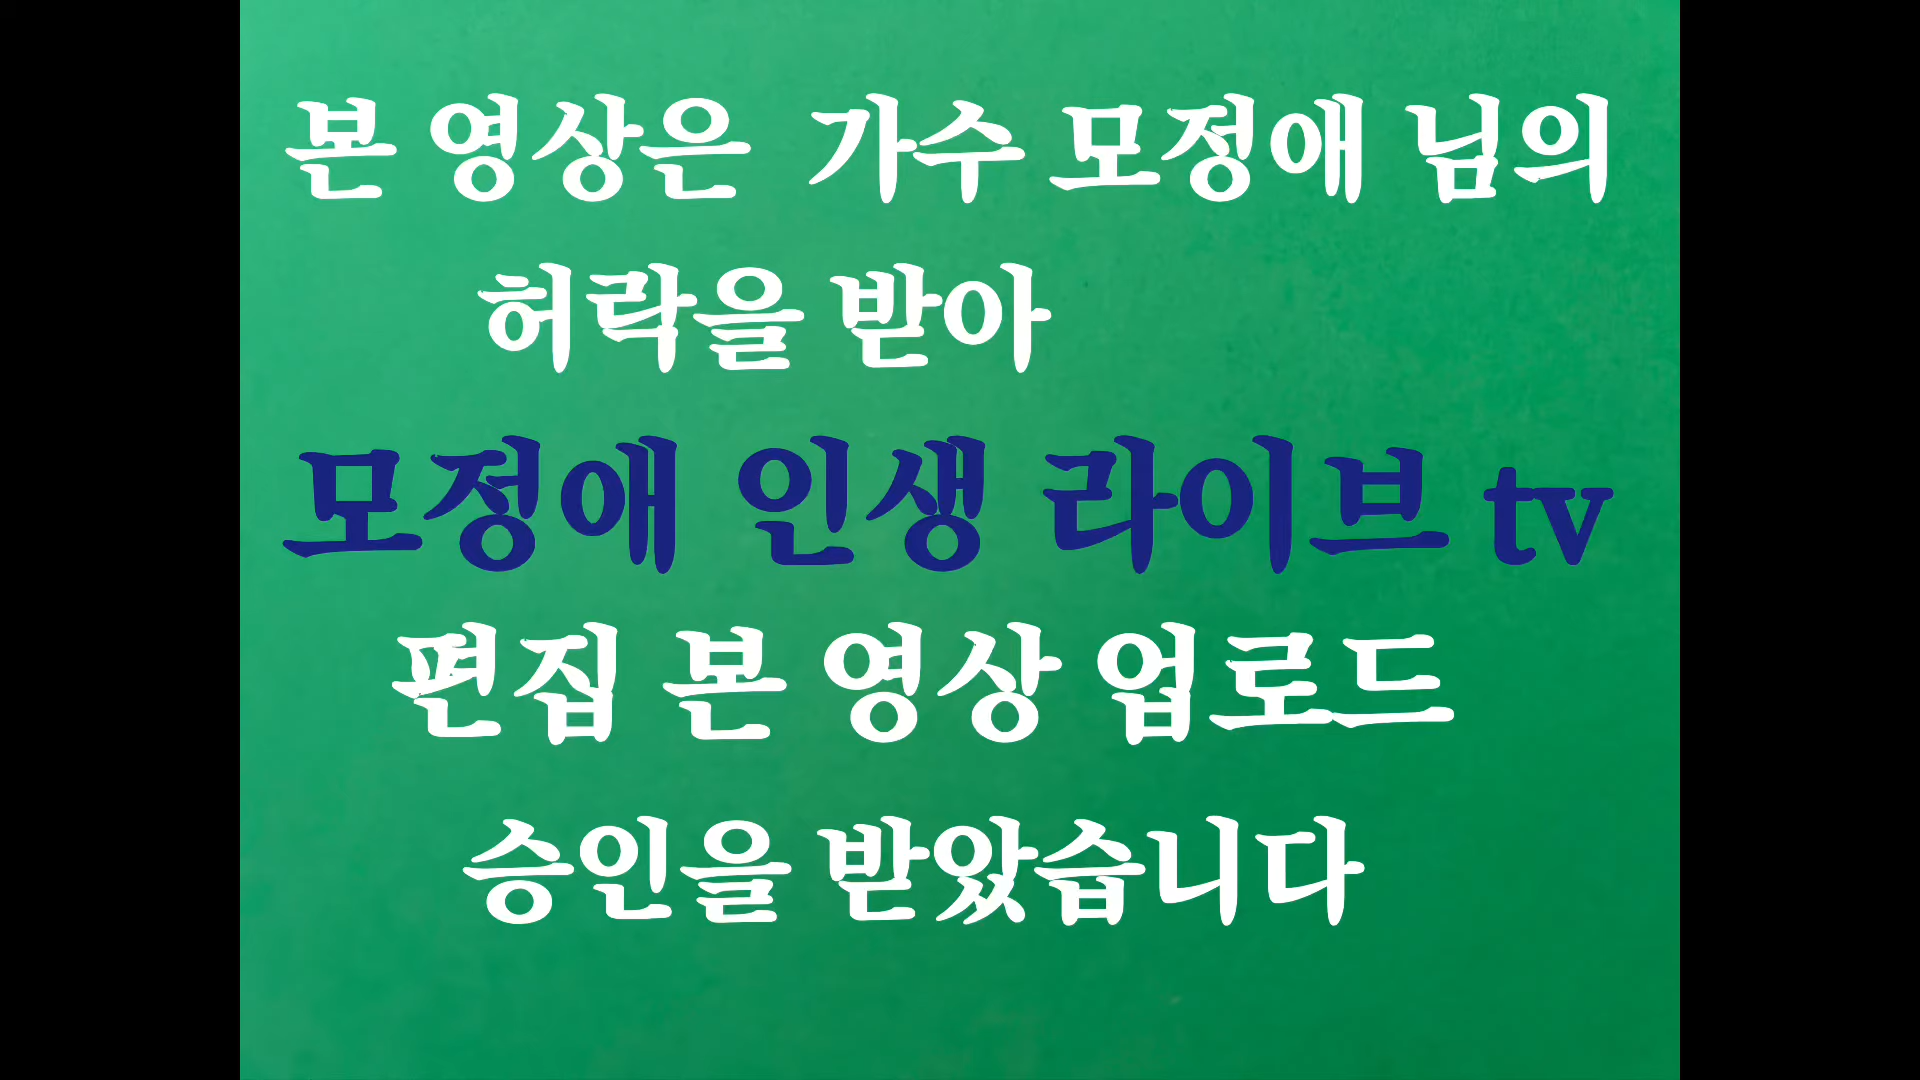 본 영상은 가수 모정애 님의
허락을 받아
모정애 인생 라이브 tv
편집 본 영상 업로드
승인을 받았습니다